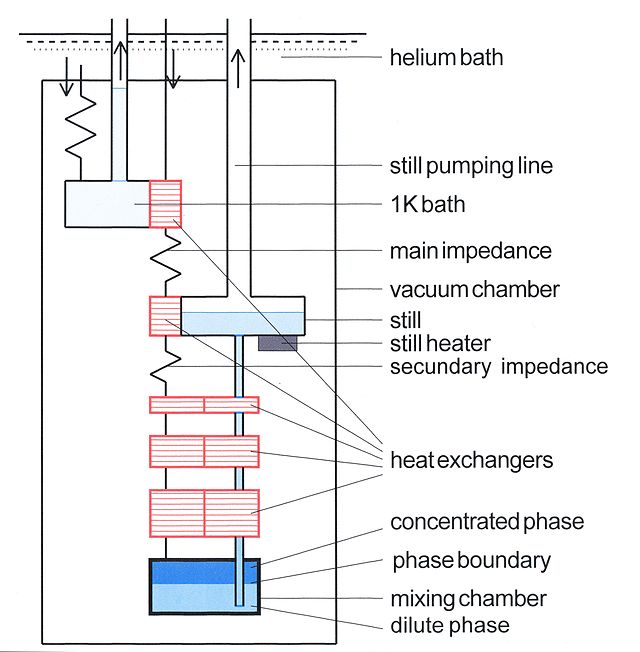 helium bath
still pumping line
1K bath
main impedance
vacuum chamber
still
still heater
secundary impedance
heat exchangers
concentrated phase
phase boundary
mixing chamber
dilute phase